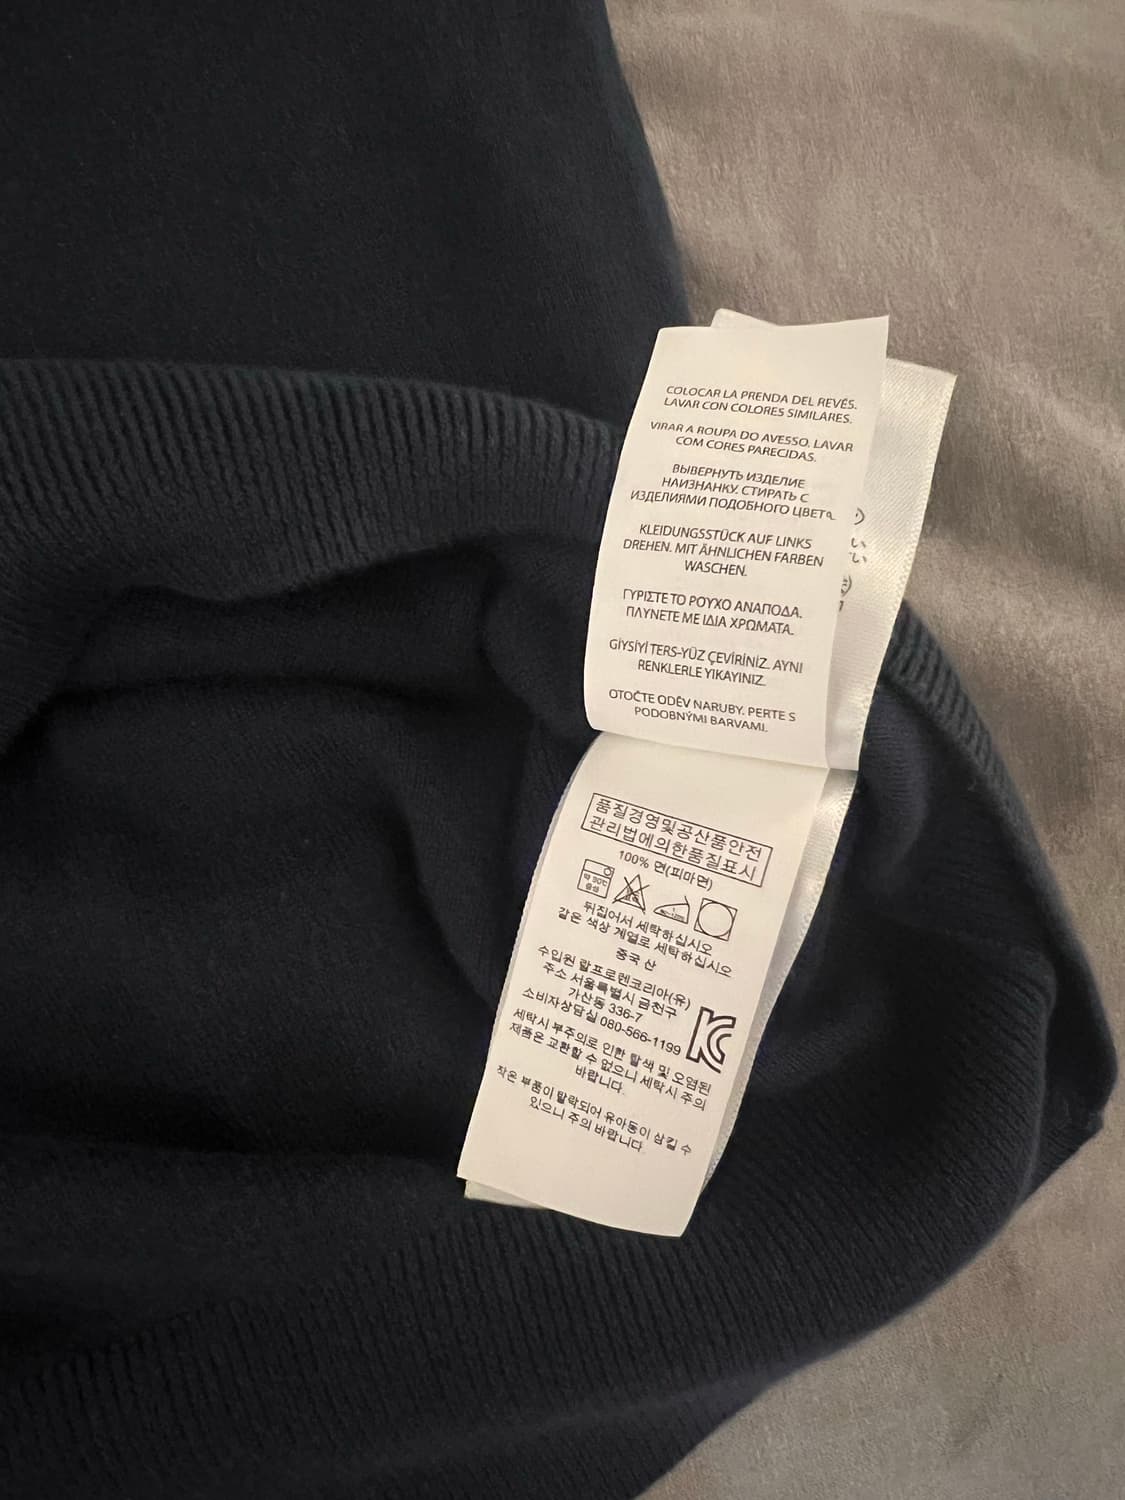 COLOCAR LA PRENDA DEL REVÉS.
LAVAR CON COLORES SIMILARES.
VIRAR A ROUPA DO AVESSO. LAVAR
COM CORES PARECIDAS.
ВЫВЕРНУТЬ ИЗДЕЛИЕ
НАИЗНАНКУ. СТИРАТЬ С
ИЗДЕЛИЯМИ ПОДОБНОГО ЦВЕТА.
KLEIDUNGSSTÜCK AUF LINKS
DREHEN. MIT ÄHNLICHEN FARBEN
WASCHEN.
ΓΥΡΙΣΤΕ ΤΟ ΡΟΥΧΟ ΑΝΑΠΟΔΑ.
ΠΛΥΝΕΤΕ ΜΕ ΙΔΙΑ ΧΡΩΜΑΤΑ.
GİYSİYİ TERS-YÜZ ÇEVİRİNİZ. AYNI
RENKLERLE YIKAYINIZ.
OTOČTE ODĚV NARUBY. PERTE S
PODOBNÝMI BARVAMI.
품질경영및공산품안전
관리법에의한품질표시
100% 면(피마면)
약 30℃
중성
뒤집어서 세탁하십시오
같은 색상 계열로 세탁하십시오
중국 산
수입원 랄프로렌코리아(유)
주소 서울특별시 금천구
가산동 336-7
소비자상담실 080-566-1199
세탁시 부주의로 인한 탈색 및 오염된
제품은 교환할 수 없으니 세탁시 주의
바랍니다.
작은 부품이 탈락되어 유아동이 삼킬 수
있으니 주의 바랍니다.